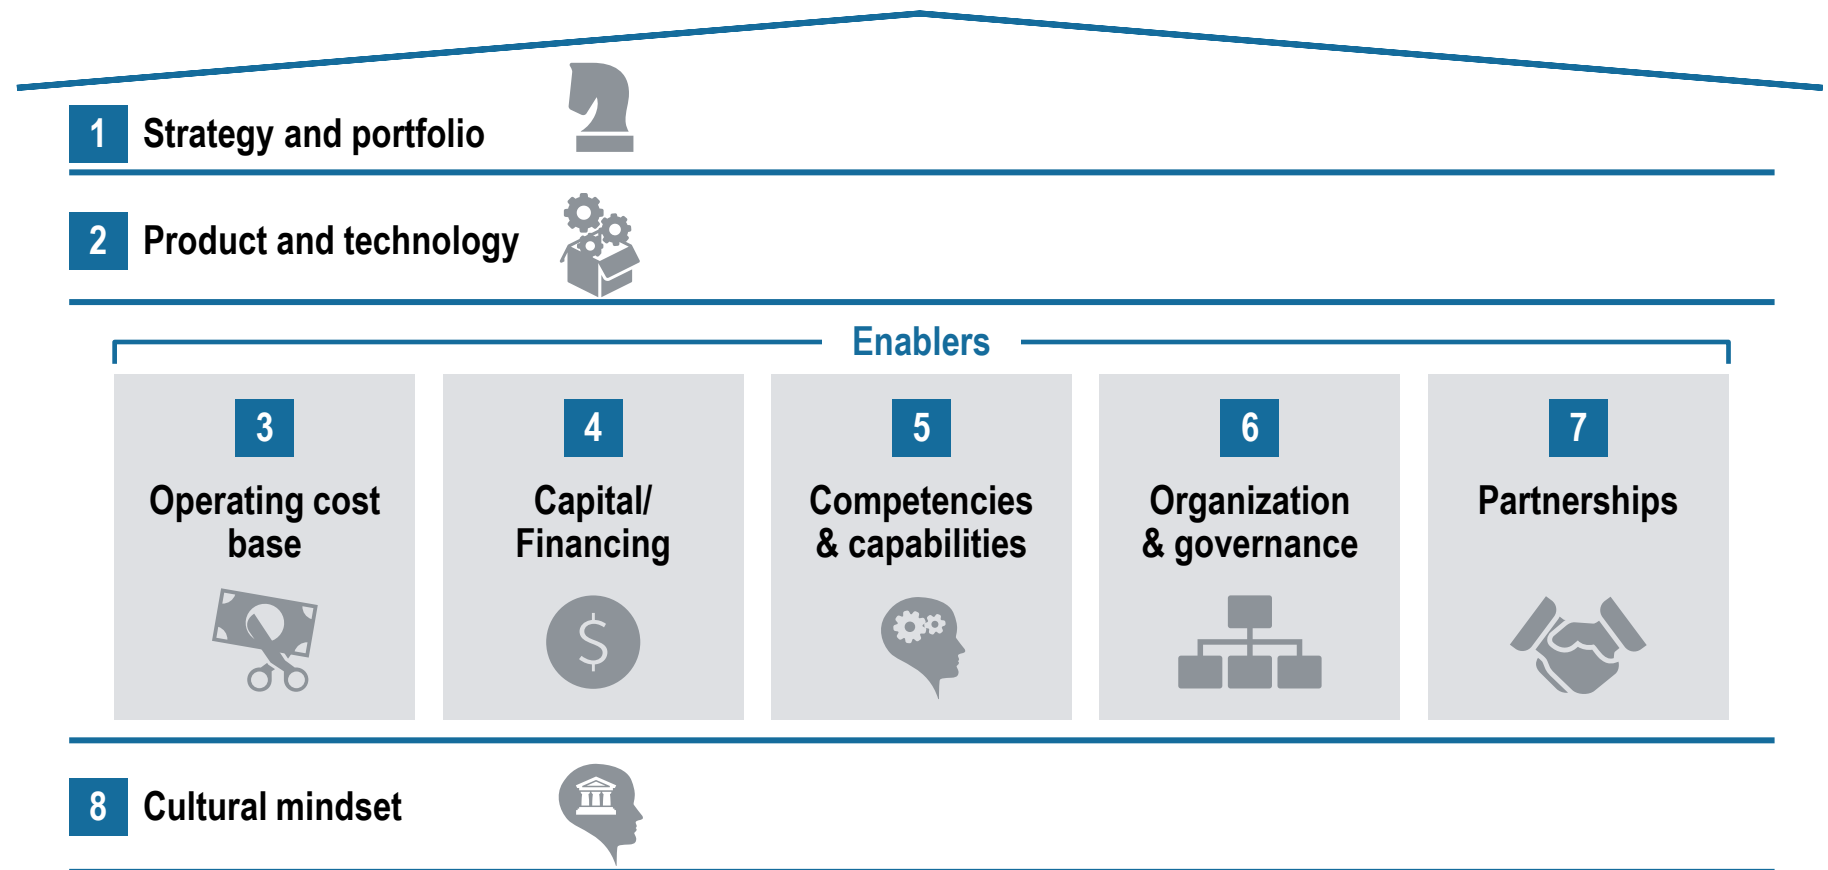 1 Strategy and portfolio
2 Product and technology
Enablers
3
Operating cost
base
4
Capital/
Financing
$
5
Competencies
& capabilities
6
Organization
& governance
7
Partnerships
8 Cultural mindset